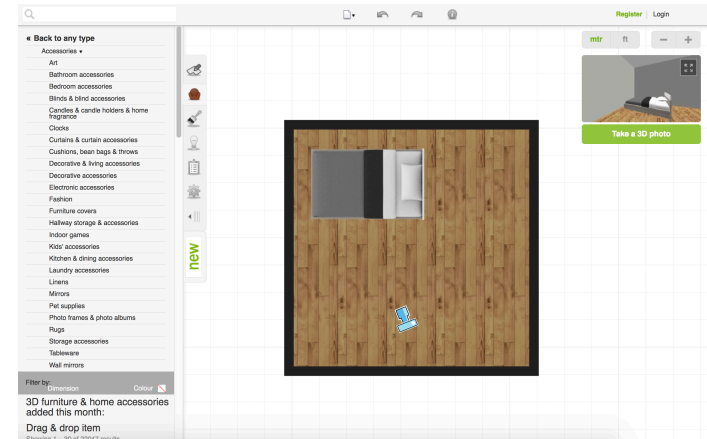 Register
Login
« Back to any type
Accessories
Art
Bathroom accessories
Bedroom accessories
Blinds & blind accessories
Candles & candle holders & home
fragrance
Clocks
Curtains & curtain accessories
Cushions, bean bags & throws
Decorative & living accessories
Decorative accessories
Electronic accessories
Fashion
Furniture covers
Hallway storage & accessories
Indoor games
Kids' accessories
Kitchen & dining accessories
Laundry accessories
Linens
Mirrors
Pet supplies
Photo frames & photo albums
Rugs
Storage accessories
Tableware
Wall mirrors
Filter by:
Dimension
Colour
3D furniture & home accessories
added this month:
Drag & drop item
new
mtr
ft
Take a 3D photo